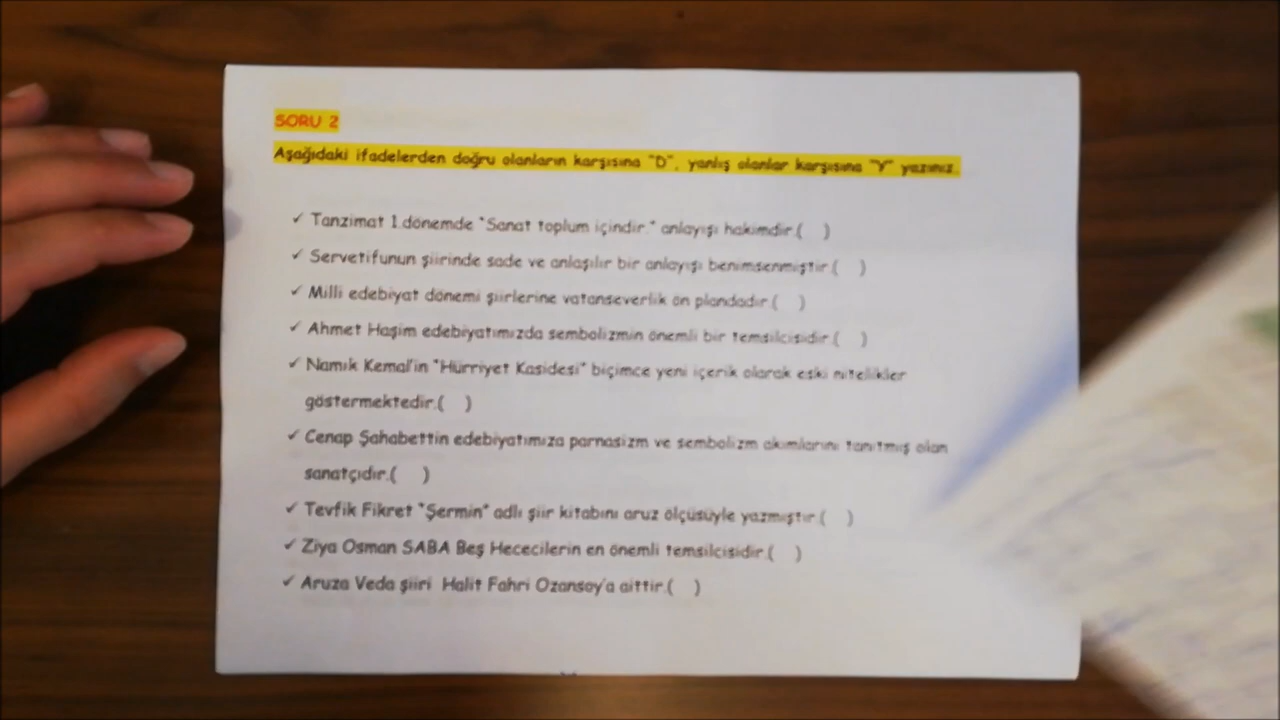 SORU 2
Aşağıdaki ifadelerden doğru olanların karşısına "D", yanlış olanlar karşısına "Y" yazınız.
✓ Tanzimat 1.dönemde "Sanat toplum içindir." anlayışı hakimdir.( )
✓ Servetifunun şiirinde sade ve anlaşılır bir anlayışı benimsenmiştir.( )
✓ Milli edebiyat dönemi şiirlerine vatanseverlik ön plandadır.( )
✓ Ahmet Haşim edebiyatımızda sembolizmin önemli bir temsilcisidir.( )
✓ Namık Kemal'in "Hürriyet Kasidesi" biçimce yeni içerik olarak eski nitelikler
göstermektedir.( )
✓ Cenap Şahabettin edebiyatımıza parnasizm ve sembolizm akımlarını tanıtmış olan
sanatçıdır.( )
✓ Tevfik Fikret "Şermin" adlı şiir kitabını aruz ölçüsüyle yazmıştır.( )
✓ Ziya Osman SABA Beş Hececilerin en önemli temsilcisidir.( )
✓ Aruza Veda şiiri Halit Fahri Ozansoy'a aittir.( )